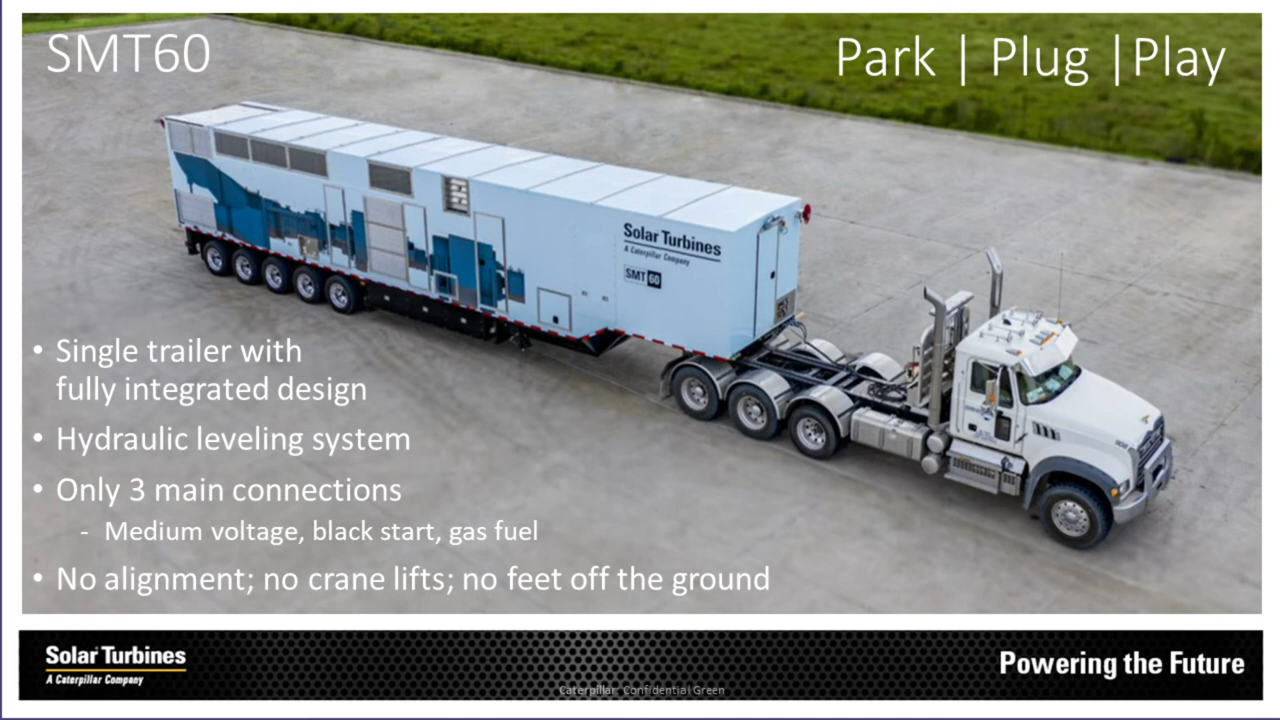 SMT60
Park | Plug |Play
Solar Turbines
A Caterpillar Company
SMT 60
• Single trailer with
fully integrated design
• Hydraulic leveling system
• Only 3 main connections
- Medium voltage, black start, gas fuel
• No alignment; no crane lifts; no feet off the ground
Solar Turbines
A Caterpillar Company
Powering the Future
Caterpillar: Confidential Green